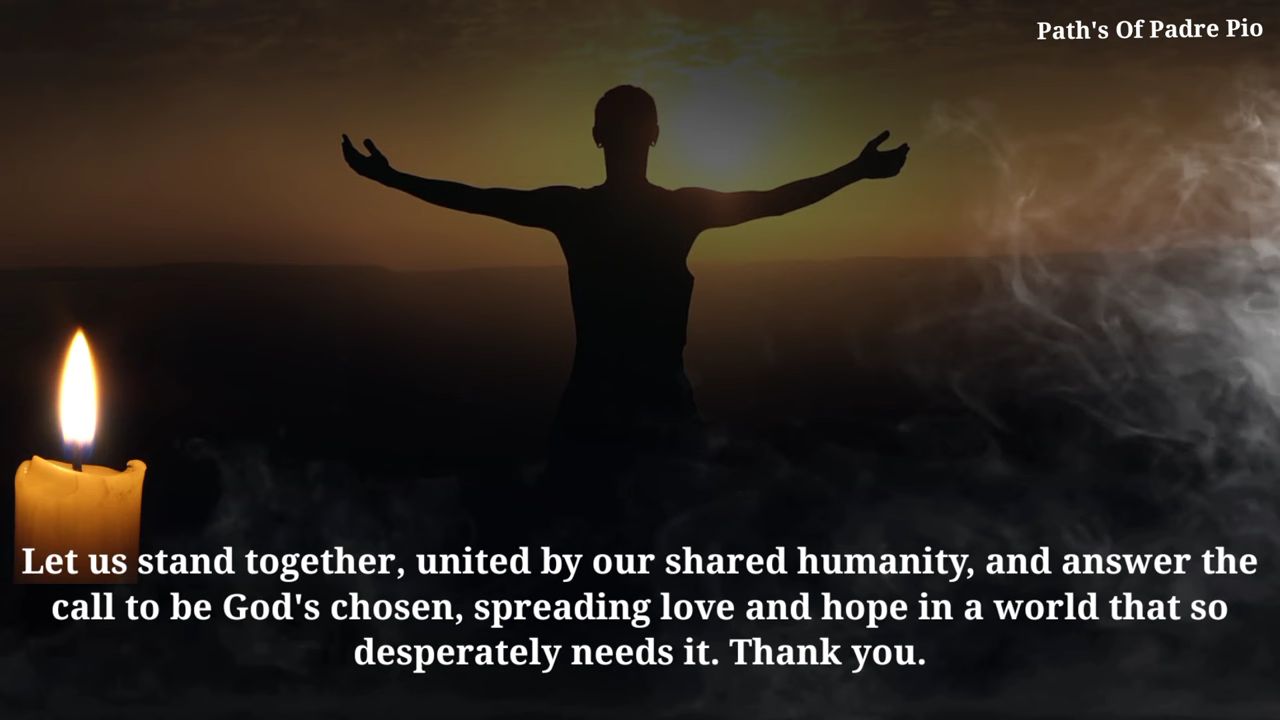 Path's Of Padre Pio
Let us stand together, united by our shared humanity, and answer the
call to be God's chosen, spreading love and hope in a world that so
desperately needs it. Thank you.